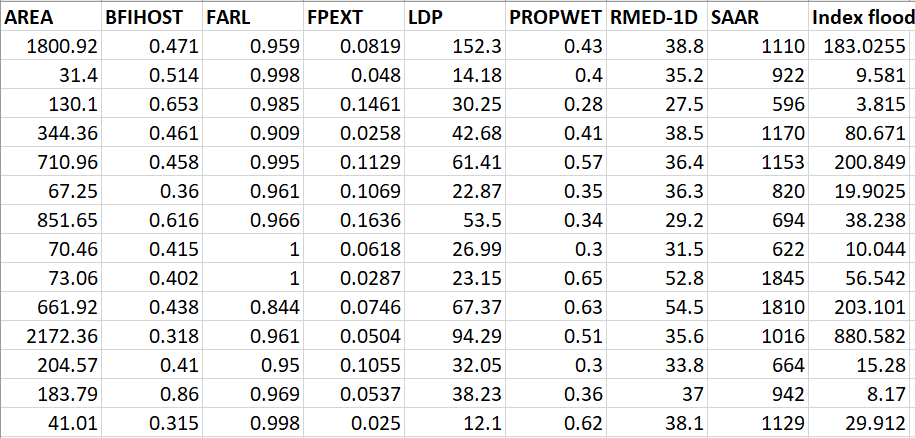 AREA BFIHOST FARL FPEXT LDP PROPWET RMED-1D SAAR Index flood
1800.92 0.471 0.959 0.0819 152.3 0.43 38.8 1110 183.0255
31.4 0.514 0.998 0.048 14.18 0.4 35.2 922 9.581
130.1 0.653 0.985 0.1461 30.25 0.28 27.5 596 3.815
344.36 0.461 0.909 0.0258 42.68 0.41 38.5 1170 80.671
710.96 0.458 0.995 0.1129 61.41 0.57 36.4 1153 200.849
67.25 0.36 0.961 0.1069 22.87 0.35 36.3 820 19.9025
851.65 0.616 0.966 0.1636 53.5 0.34 29.2 694 38.238
70.46 0.415 1 0.0618 26.99 0.3 31.5 622 10.044
73.06 0.402 1 0.0287 23.15 0.65 52.8 1845 56.542
661.92 0.438 0.844 0.0746 67.37 0.63 54.5 1810 203.101
2172.36 0.318 0.961 0.0504 94.29 0.51 35.6 1016 880.582
204.57 0.41 0.95 0.1055 32.05 0.3 33.8 664 15.28
183.79 0.86 0.969 0.0537 38.23 0.36 37 942 8.17
41.01 0.315 0.998 0.025 12.1 0.62 38.1 1129 29.912